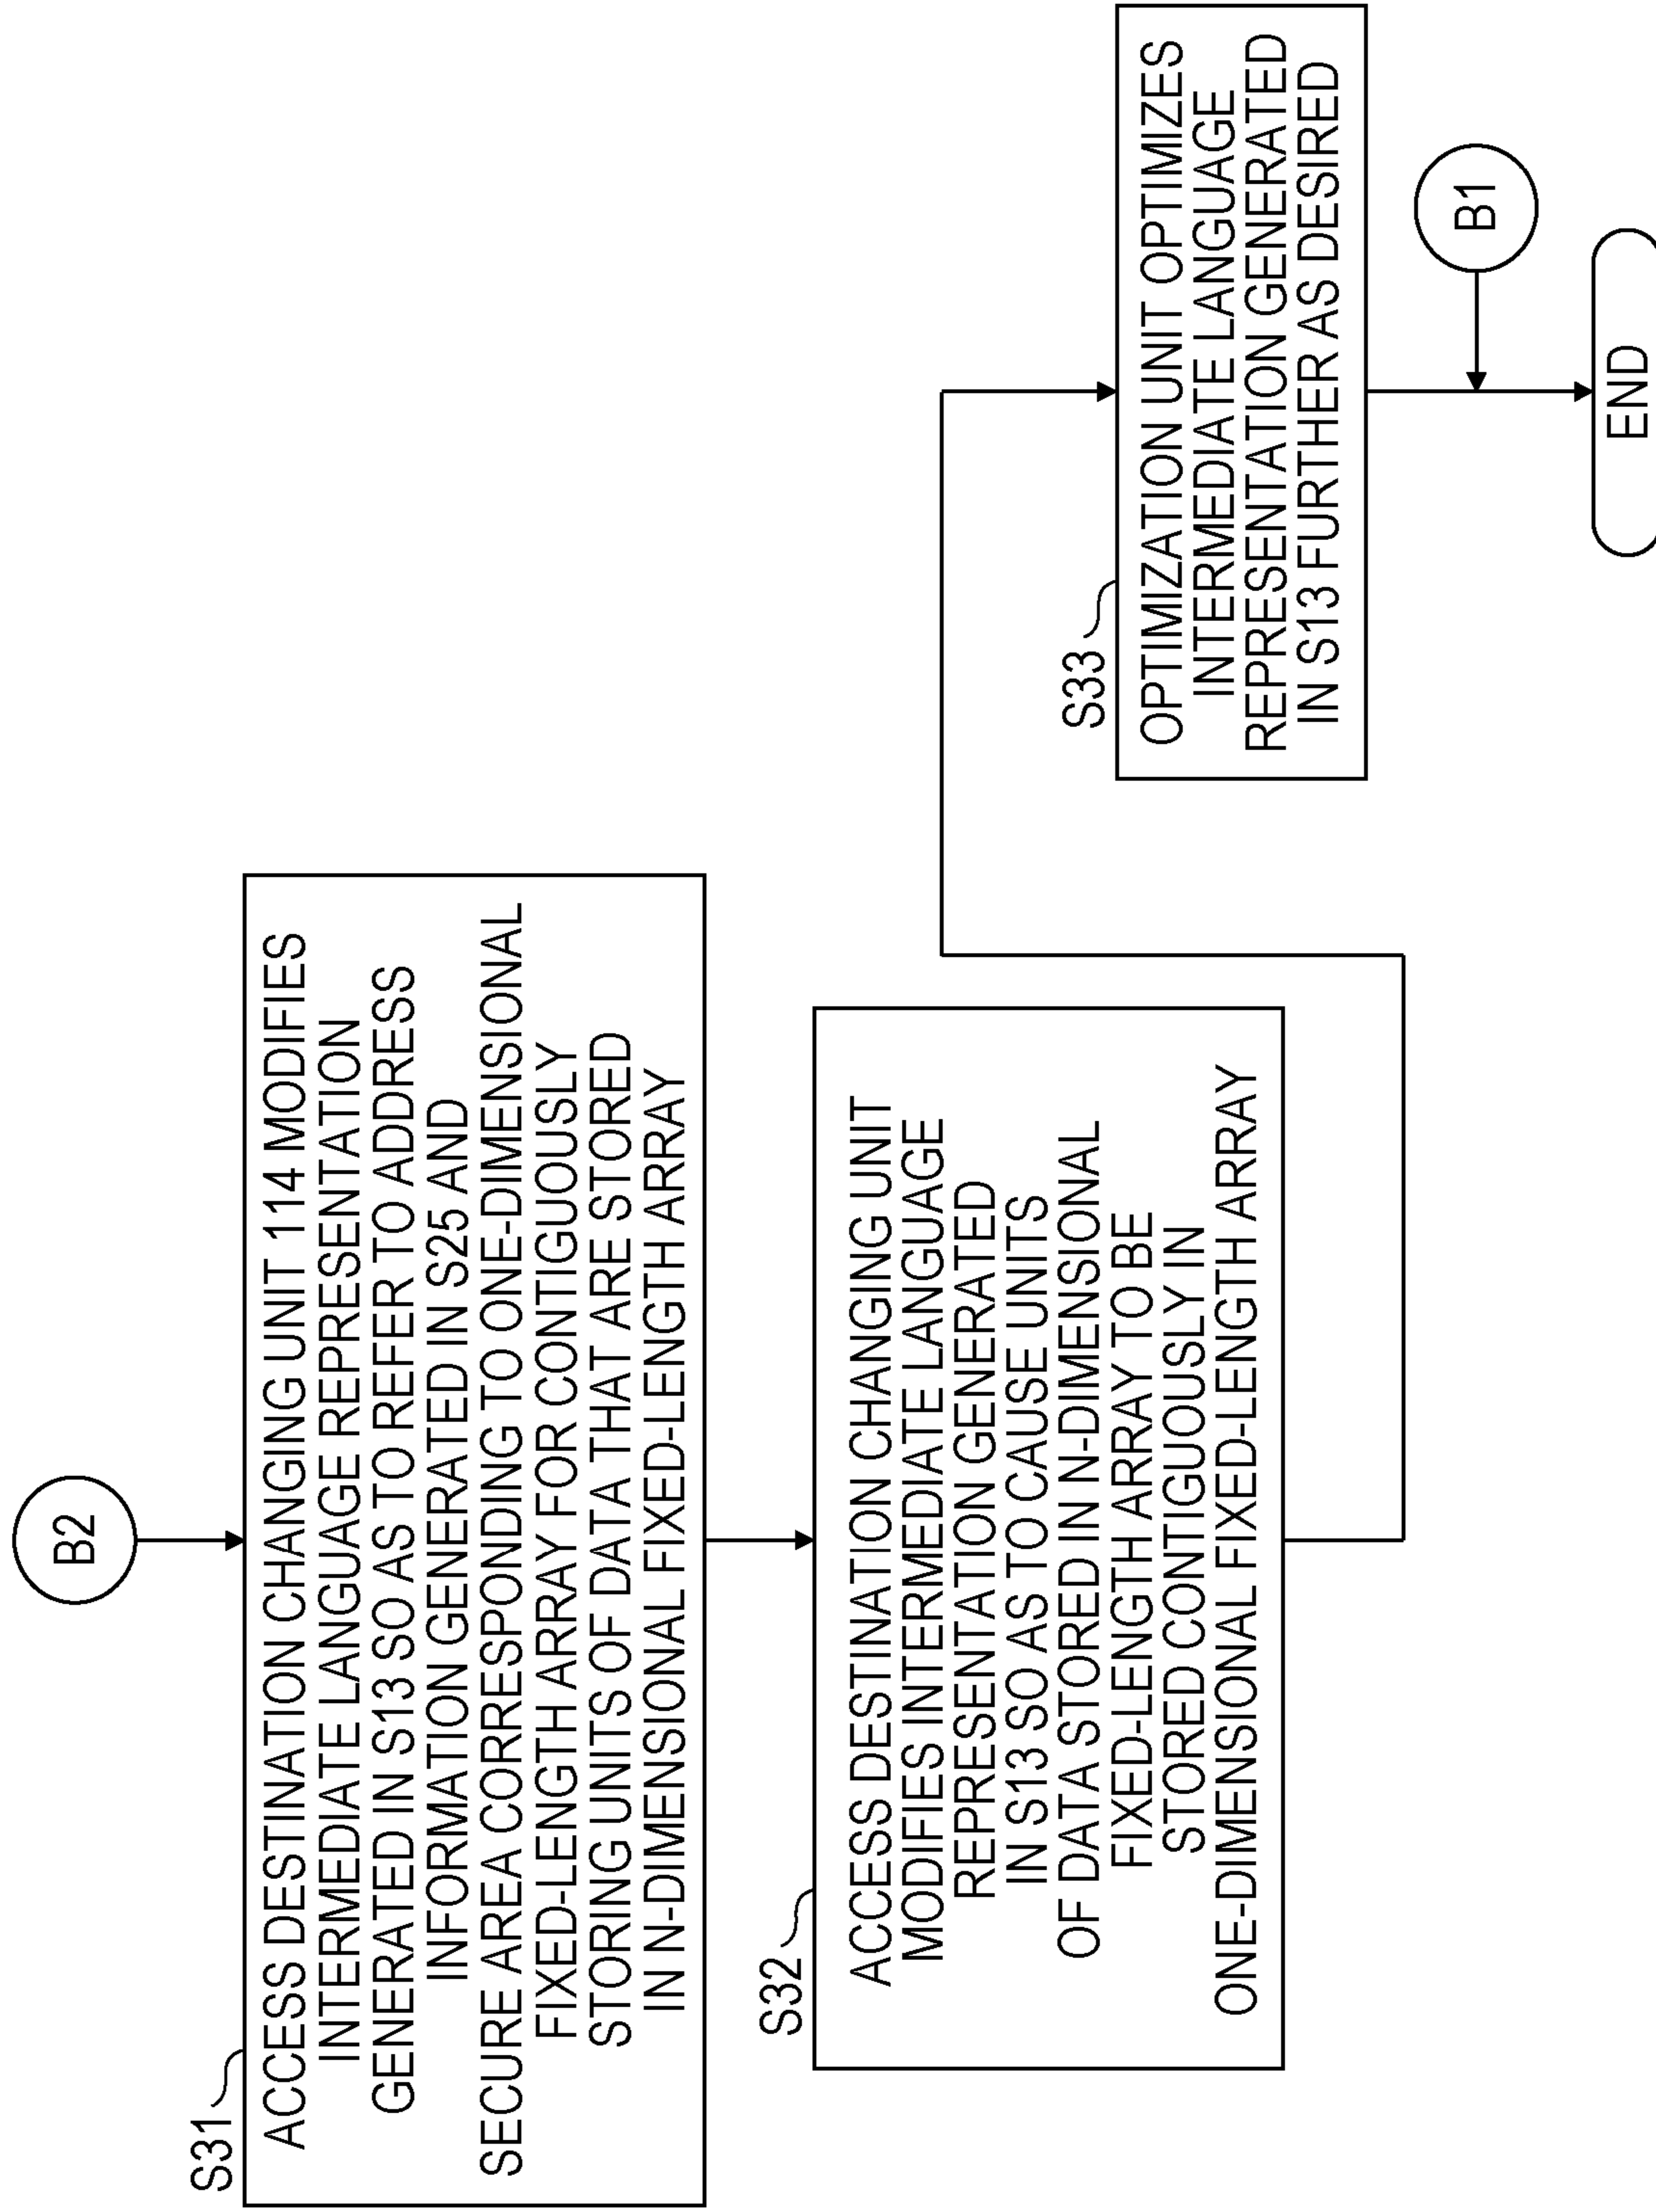 B2
S31
ACCESS DESTINATION CHANGING UNIT 114 MODIFIES
INTERMEDIATE LANGUAGE REPRESENTATION
GENERATED IN S13 SO AS TO REFER TO ADDRESS
INFORMATION GENERATED IN S25 AND
SECURE AREA CORRESPONDING TO ONE-DIMENSIONAL
FIXED-LENGTH ARRAY FOR CONTIGUOUSLY
STORING UNITS OF DATA THAT ARE STORED
IN N-DIMENSIONAL FIXED-LENGTH ARRAY
S32
ACCESS DESTINATION CHANGING UNIT
MODIFIES INTERMEDIATE LANGUAGE
REPRESENTATION GENERATED
IN S13 SO AS TO CAUSE UNITS
OF DATA STORED IN N-DIMENSIONAL
FIXED-LENGTH ARRAY TO BE
STORED CONTIGUOUSLY IN
ONE-DIMENSIONAL FIXED-LENGTH ARRAY
S33
OPTIMIZATION UNIT OPTIMIZES
INTERMEDIATE LANGUAGE
REPRESENTATION GENERATED
IN S13 FURTHER AS DESIRED
B1
END